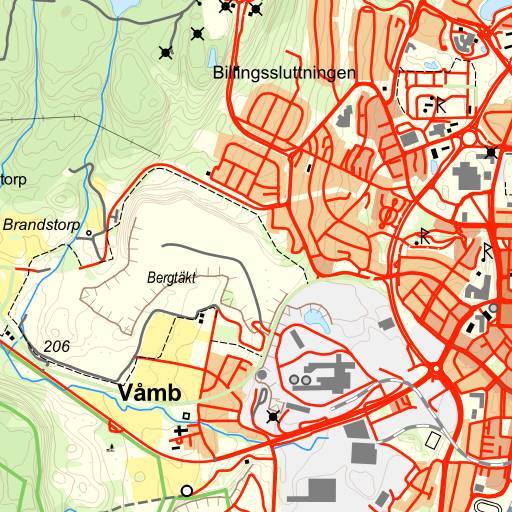 Billingssluttningen
torp
Brandstorp
Bergtäkt
206
Våmb
R
R
R